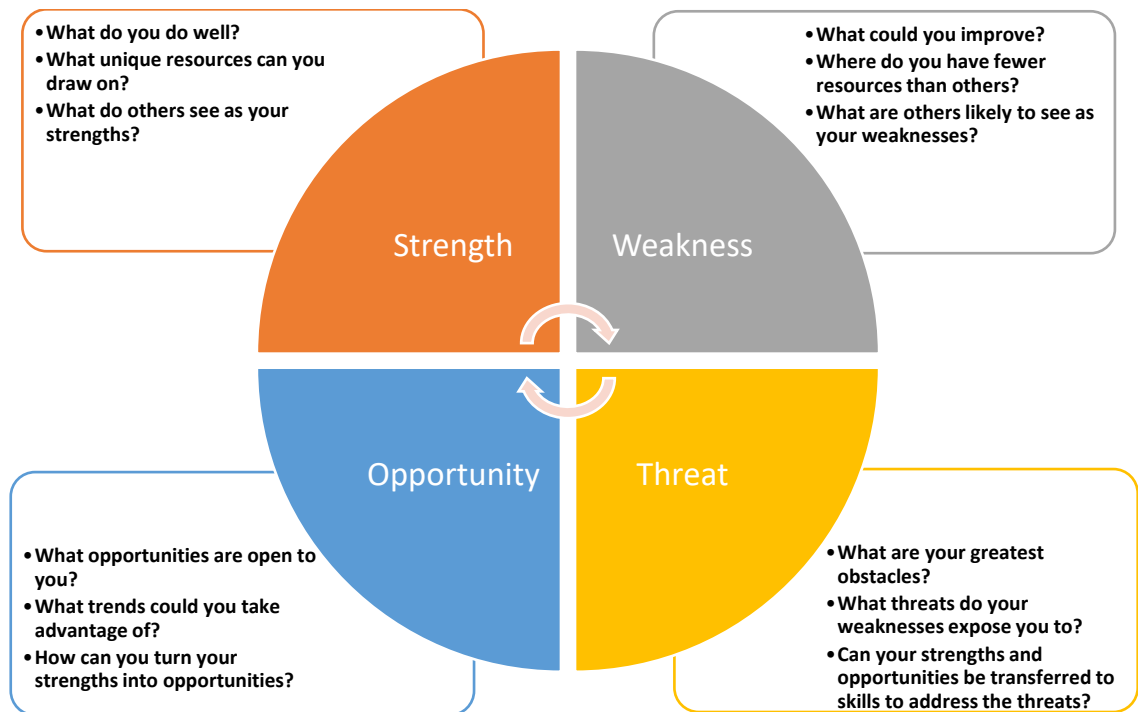 •What do you do well?
•What unique resources can you
draw on?
•What do others see as your
strengths?
•What could you improve?
•Where do you have fewer
resources than others?
•What are others likely to see as
your weaknesses?
Strength
Weakness
Opportunity
Threat
•What opportunities are open to
you?
•What trends could you take
advantage of?
•How can you turn your
strengths into opportunities?
•What are your greatest
obstacles?
•What threats do your
weaknesses expose you to?
•Can your strengths and
opportunities be transferred to
skills to address the threats?